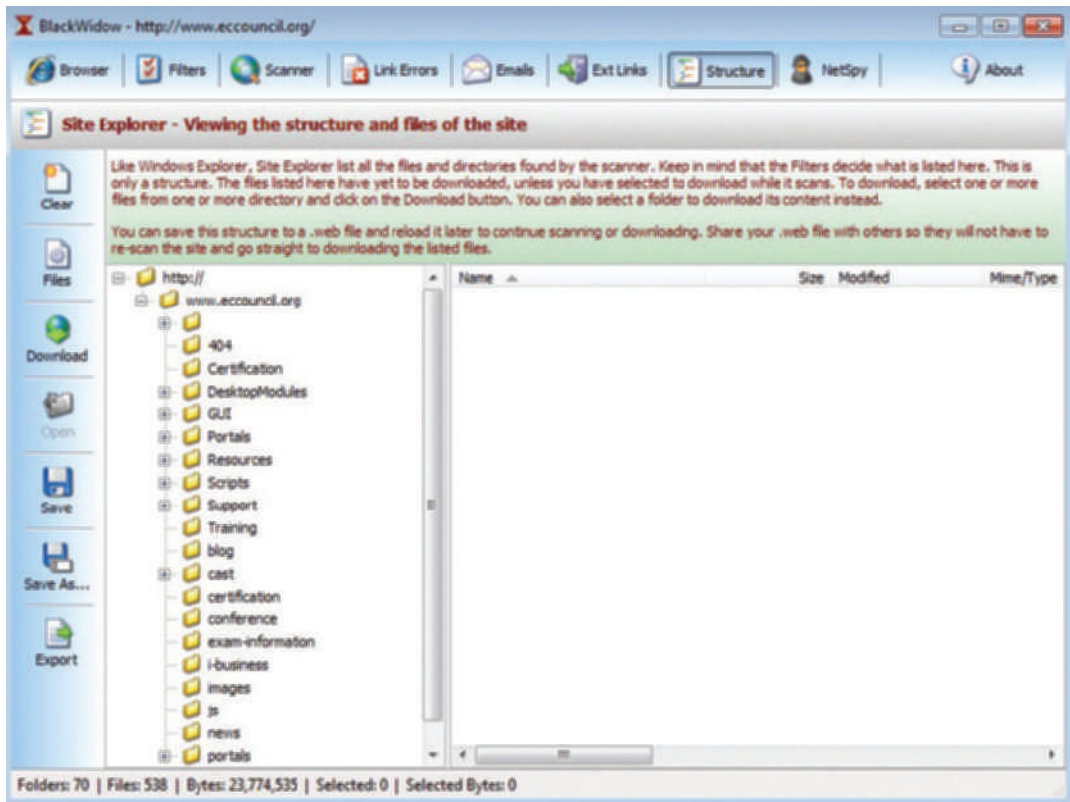 BlackWidow - http://www.eccouncil.org/
Browser
Filters
Scanner
Link Errors
Emails
Ext Links
Structure
NetSpy
About
Site Explorer - Viewing the structure and files of the site
Like Windows Explorer, Site Explorer list all the files and directories found by the scanner. Keep in mind that the Filters decide what is listed here. This is
only a structure. The files listed here have yet to be downloaded, unless you have selected to download while it scans. To download, select one or more
files from one or more directory and click on the Download button. You can also select a folder to download its content instead.
You can save this structure to a .web file and reload it later to continue scanning or downloading. Share your .web file with others so they will not have to
re-scan the site and go straight to downloading the listed files.
Clear
Files
Download
Open
Save
Save As...
Export
http://
www.eccouncil.org
404
Certification
DesktopModules
GUI
Portals
Resources
Scripts
Support
Training
blog
cast
certification
conference
exam-information
i-business
images
js
news
portals
Name Size Modified Mime/Type
Folders: 70 | Files: 538 | Bytes: 23,774,535 | Selected: 0 | Selected Bytes: 0